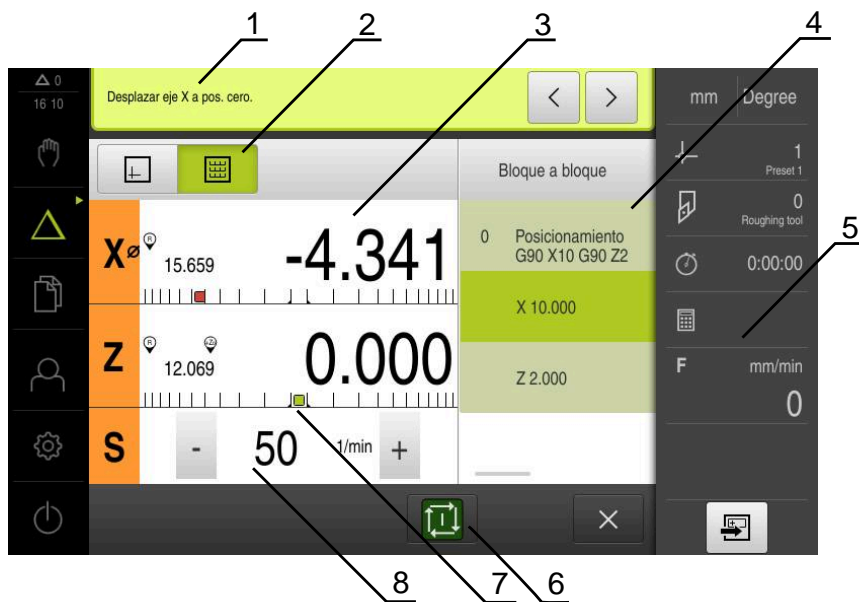 1 2 3 4
0
16 10
Desplazar eje X a pos. cero.
< >
mm Degree
Bloque a bloque
1
Preset 1
0
Roughing tool
5
X ⌀ R 15.659 -4.341
0 Posicionamiento
G90 X10 G90 Z2
0:00:00
X 10.000
Z R 12.069 0.000
Z 2.000
F mm/min
0
S - 50 1/min +
8 7 6